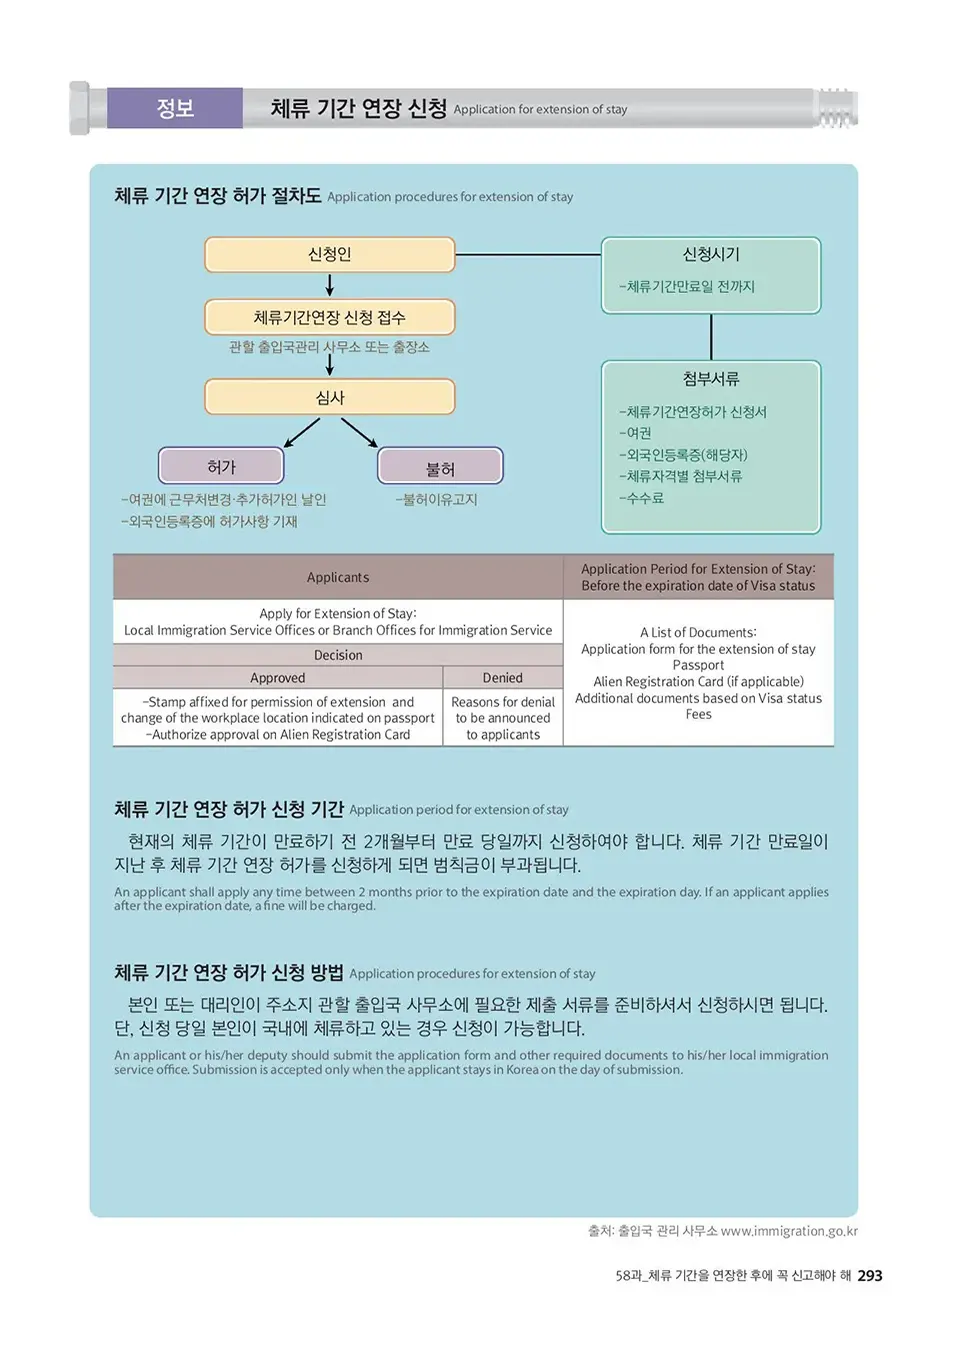 정보
체류 기간 연장 신청 Application for extension of stay
체류 기간 연장 허가 절차도 Application procedures for extension of stay
신청인
체류기간연장 신청 접수
관할 출입국관리 사무소 또는 출장소
심사
허가
-여권에 근무처변경·추가허가인 날인
-외국인등록증에 허가사항 기재
불허
-불허이유고지
신청시기
-체류기간만료일 전까지
첨부서류
-체류기간연장허가 신청서
-여권
-외국인등록증(해당자)
-체류자격별 첨부서류
-수수료
Applicants
Application Period for Extension of Stay:
Before the expiration date of Visa status
Apply for Extension of Stay:
Local Immigration Service Offices or Branch Offices for Immigration Service
Decision
Approved
Denied
-Stamp affixed for permission of extension and
change of the workplace location indicated on passport
-Authorize approval on Alien Registration Card
Reasons for denial
to be announced
to applicants
A List of Documents:
Application form for the extension of stay
Passport
Alien Registration Card (if applicable)
Additional documents based on Visa status
Fees
체류 기간 연장 허가 신청 기간 Application period for extension of stay
현재의 체류 기간이 만료하기 전 2개월부터 만료 당일까지 신청하여야 합니다. 체류 기간 만료일이
지난 후 체류 기간 연장 허가를 신청하게 되면 범칙금이 부과됩니다.
An applicant shall apply any time between 2 months prior to the expiration date and the expiration day. If an applicant applies
after the expiration date, a fine will be charged.
체류 기간 연장 허가 신청 방법 Application procedures for extension of stay
본인 또는 대리인이 주소지 관할 출입국 사무소에 필요한 제출 서류를 준비하셔서 신청하시면 됩니다.
단, 신청 당일 본인이 국내에 체류하고 있는 경우 신청이 가능합니다.
An applicant or his/her deputy should submit the application form and other required documents to his/her local immigration
service office. Submission is accepted only when the applicant stays in Korea on the day of submission.
출처: 출입국 관리 사무소 www.immigration.go.kr
58과_체류 기간을 연장한 후에 꼭 신고해야 해 293